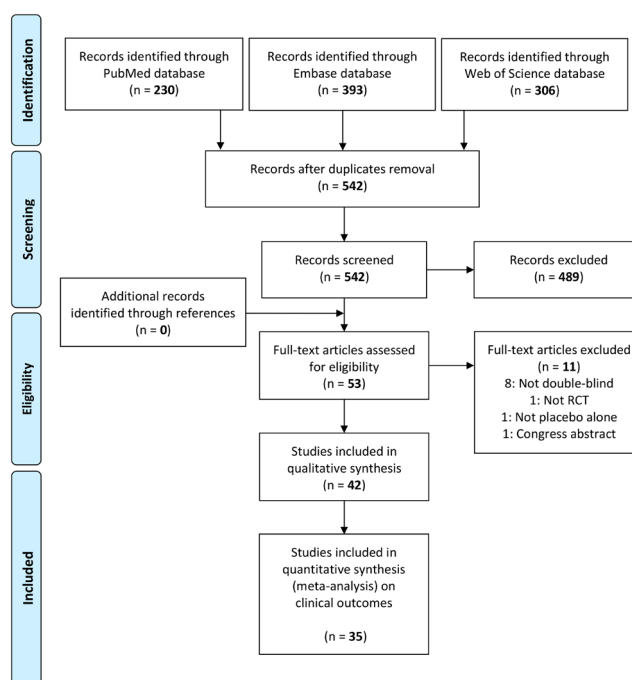 Identification
Records identified through
PubMed database
(n = 230)
Records identified through
Embase database
(n = 393)
Records identified through
Web of Science database
(n = 306)
Screening
Records after duplicates removal
(n = 542)
Records screened
(n = 542)
Records excluded
(n = 489)
Additional records
identified through references
(n = 0)
Eligibility
Full-text articles assessed
for eligibility
(n = 53)
Full-text articles excluded
(n = 11)
8: Not double-blind
1: Not RCT
1: Not placebo alone
1: Congress abstract
Studies included in
qualitative synthesis
(n = 42)
Included
Studies included in
quantitative synthesis
(meta-analysis) on
clinical outcomes
(n = 35)